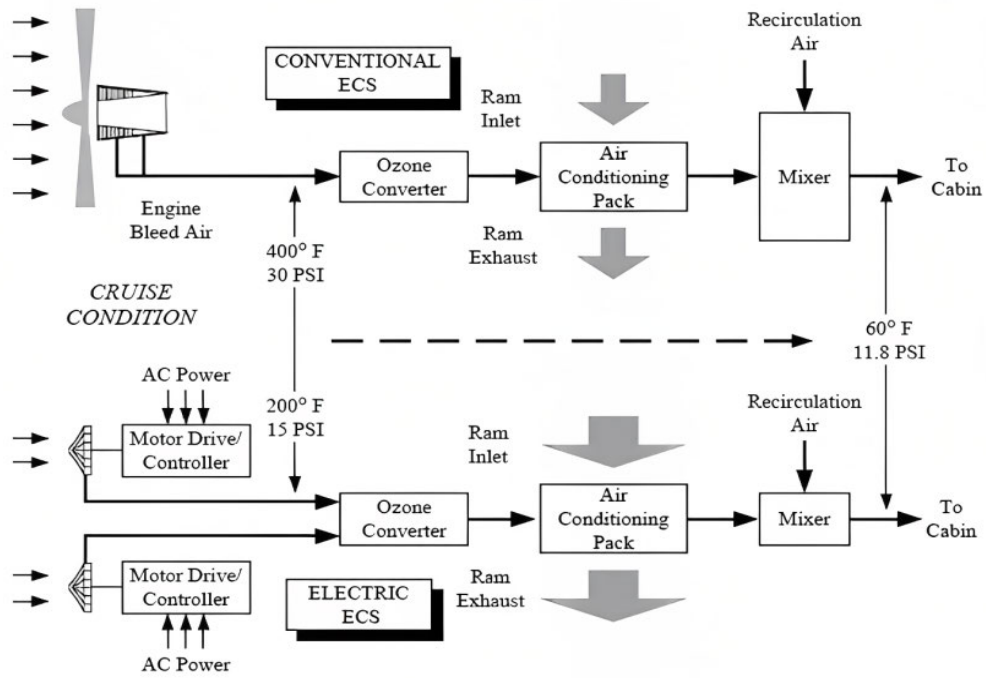 CONVENTIONAL
ECS
Recirculation
Air
Ram
Inlet
Ozone
Converter
Air
Conditioning
Pack
Mixer
To
Cabin
Engine
Bleed Air
Ram
Exhaust
400° F
30 PSI
CRUISE
CONDITION
60° F
11.8 PSI
AC Power
200° F
15 PSI
Motor Drive/
Controller
Ram
Inlet
Recirculation
Air
Ozone
Converter
Air
Conditioning
Pack
Mixer
To
Cabin
Motor Drive/
Controller
ELECTRIC
ECS
Ram
Exhaust
AC Power